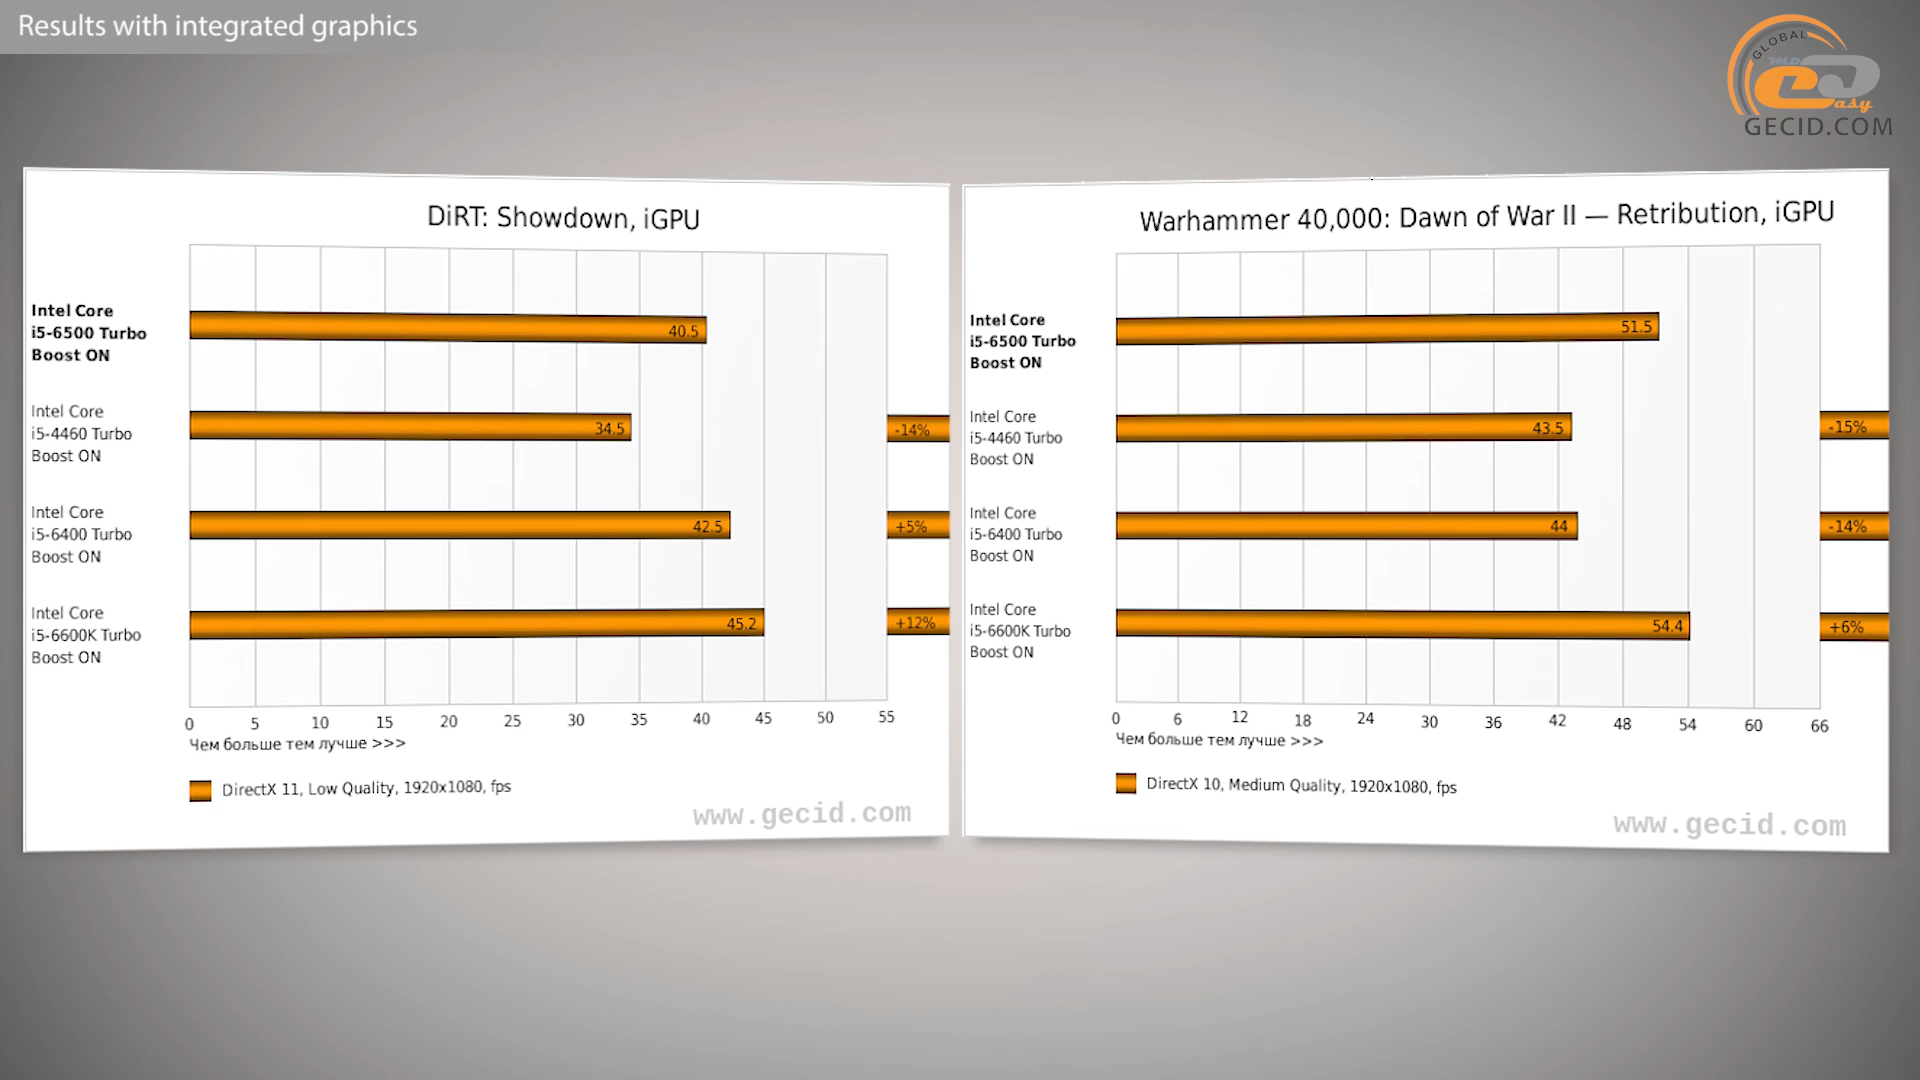 Results with integrated graphics
GLOBAL
asy
GECID.COM
DiRT: Showdown, iGPU
Intel Core
i5-6500 Turbo
Boost ON
40.5
Intel Core
i5-4460 Turbo
Boost ON
34.5
-14%
Intel Core
i5-6400 Turbo
Boost ON
42.5
+5%
Intel Core
i5-6600K Turbo
Boost ON
45.2
+12%
0 5 10 15 20 25 30 35 40 45 50 55
Чем больше тем лучше >>>
DirectX 11, Low Quality, 1920x1080, fps
www.gecid.com
Warhammer 40,000: Dawn of War II — Retribution, iGPU
Intel Core
i5-6500 Turbo
Boost ON
51.5
Intel Core
i5-4460 Turbo
Boost ON
43.5
-15%
Intel Core
i5-6400 Turbo
Boost ON
44
-14%
Intel Core
i5-6600K Turbo
Boost ON
54.4
+6%
0 6 12 18 24 30 36 42 48 54 60 66
Чем больше тем лучше >>>
DirectX 10, Medium Quality, 1920x1080, fps
www.gecid.com